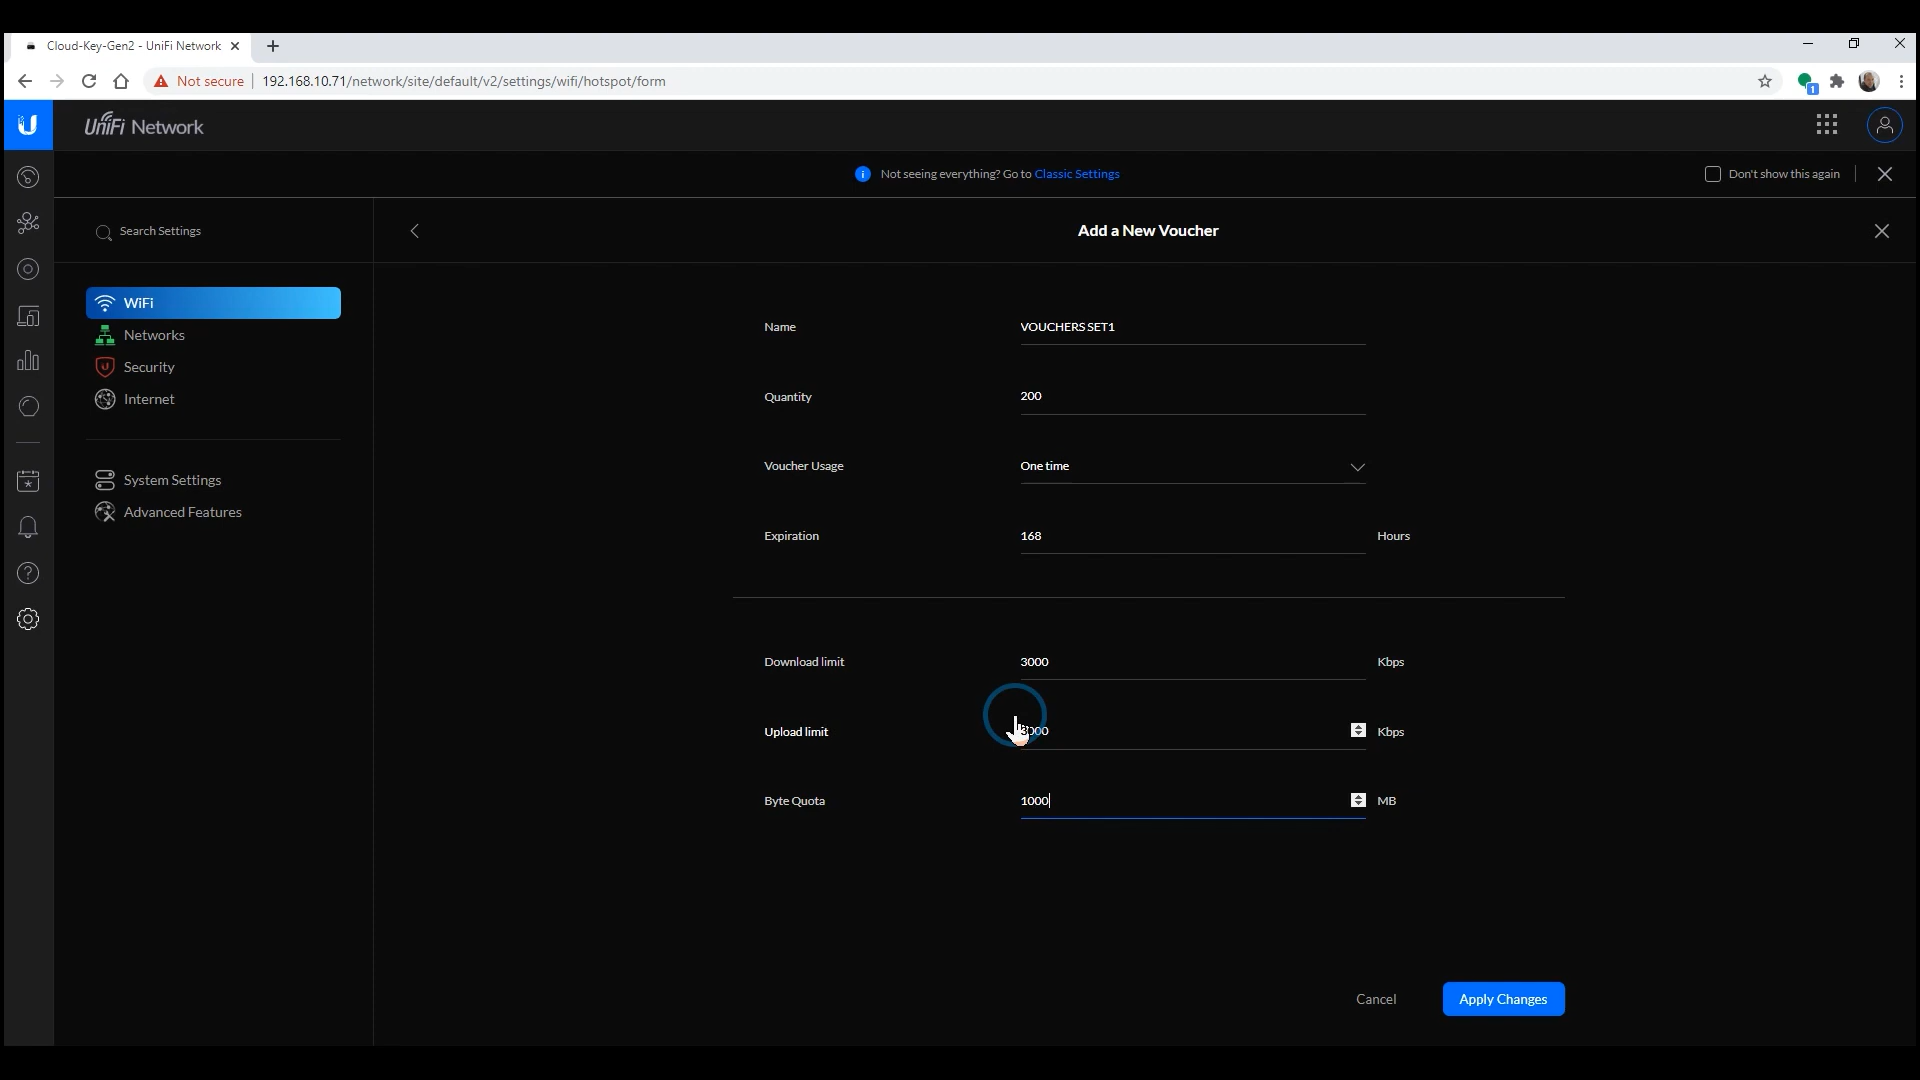 Cloud-Key-Gen2 - UniFi Network
Not secure
192.168.10.71/network/site/default/v2/settings/wifi/hotspot/form
1
UniFi Network
Not seeing everything? Go to Classic Settings
Don't show this again
Search Settings
Add a New Voucher
WiFi
Networks
Security
Internet
System Settings
Advanced Features
Name
VOUCHERS SET1
Quantity
200
Voucher Usage
One time
Expiration
168
Hours
Download limit
3000
Kbps
Upload limit
3000
Kbps
Byte Quota
1000
MB
Cancel
Apply Changes